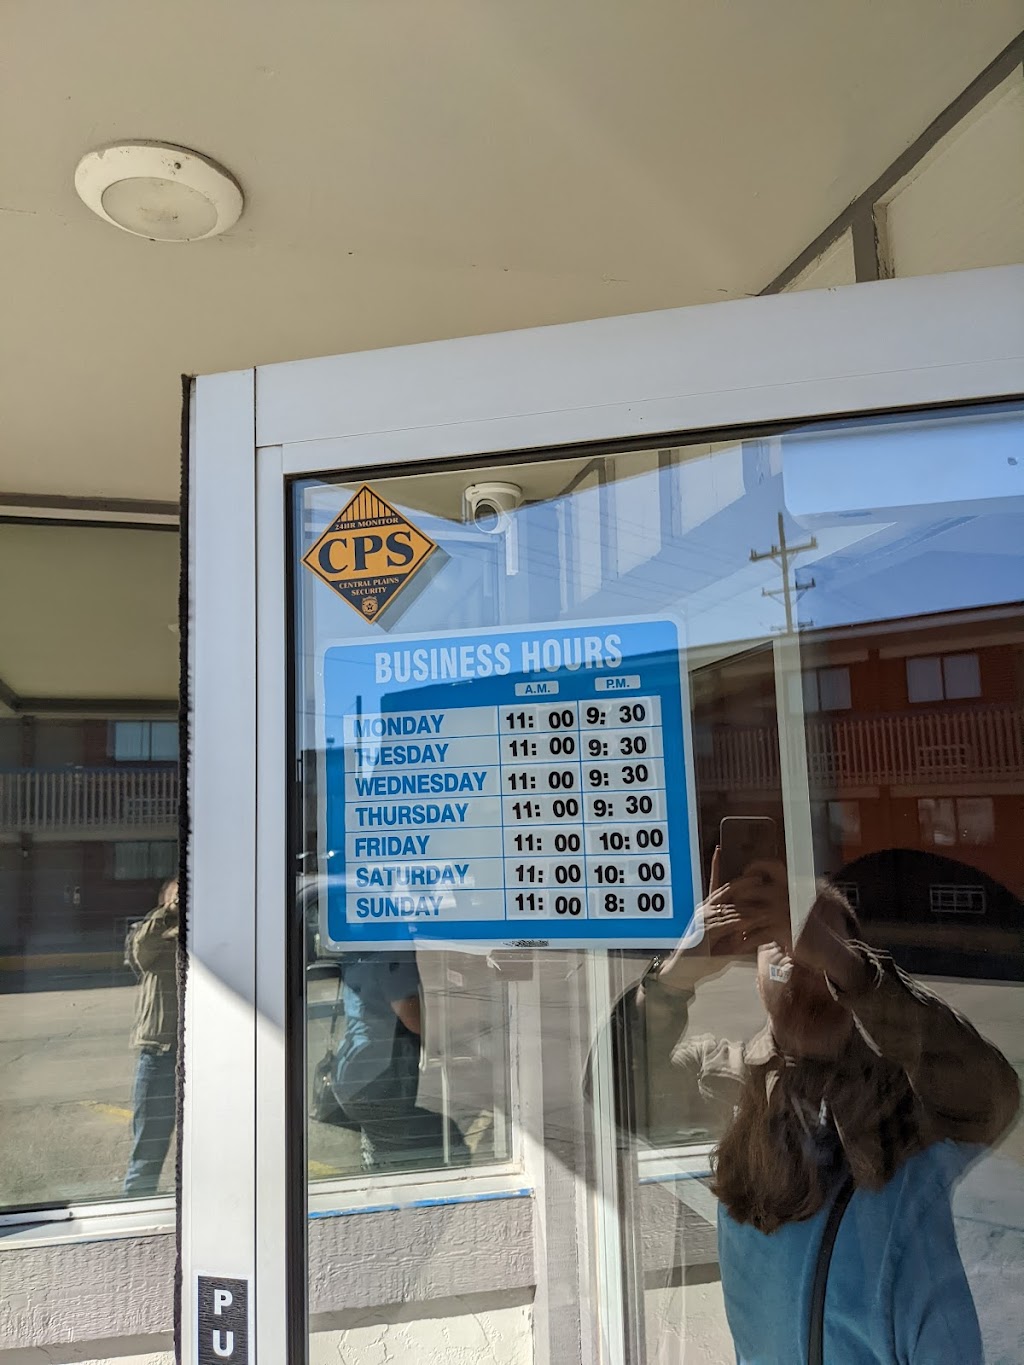 24HR MONITOR
CPS
CENTRAL PLAINS
SECURITY
BUSINESS HOURS
A.M. P.M.
MONDAY 11: 00 9: 30
TUESDAY 11: 00 9: 30
WEDNESDAY 11: 00 9: 30
THURSDAY 11: 00 9: 30
FRIDAY 11: 00 10: 00
SATURDAY 11: 00 10: 00
SUNDAY 11: 00 8: 00
P
U